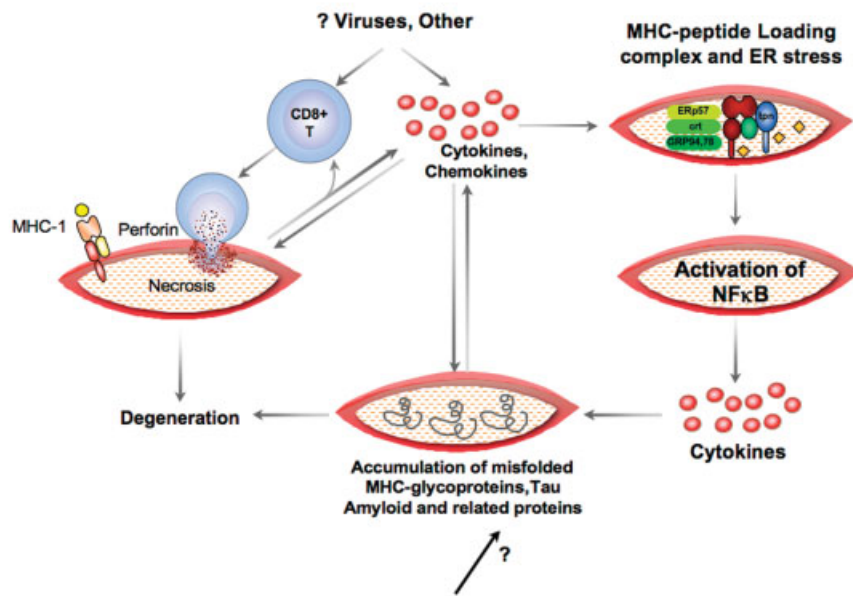 ? Viruses, Other
MHC-peptide Loading
complex and ER stress
CD8+
T
ERp57
crt
GRP94,78
tpn
Cytokines,
Chemokines
MHC-1
Perforin
Necrosis
Activation of
NFκB
Degeneration
Cytokines
Accumulation of misfolded
MHC-glycoproteins,Tau
Amyloid and related proteins
?